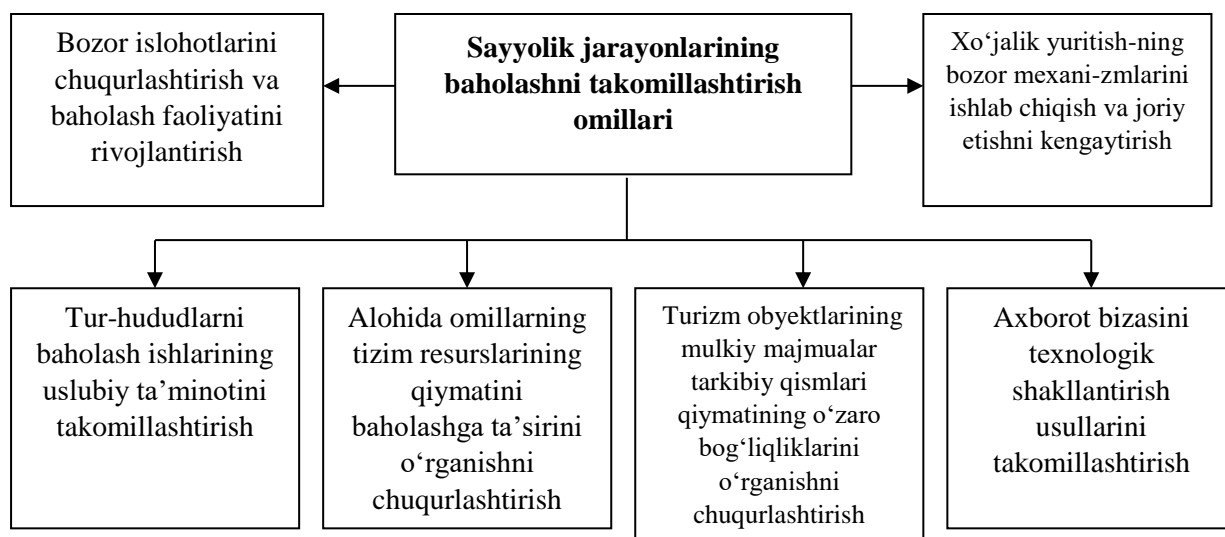 Bozor islohotlarini
chuqurlashtirish va
baholash faoliyatini
rivojlantirish
Sayyolik jarayonlarining
baholashni takomillashtirish
omillari
Xo‘jalik yuritish-ning
bozor mexani-zmlarini
ishlab chiqish va joriy
etishni kengaytirish
Tur-hududlarni
baholash ishlarining
uslubiy ta’minotini
takomillashtirish
Alohida omillarning
tizim resurslarining
qiymatini
baholashga ta’sirini
o‘rganishni
chuqurlashtirish
Turizm obyektlarining
mulkiy majmualar
tarkibiy qismlari
qiymatining o‘zaro
bog‘liqliklarini
o‘rganishni
chuqurlashtirish
Axborot bizasini
texnologik
shakllantirish
usullarini
takomillashtirish